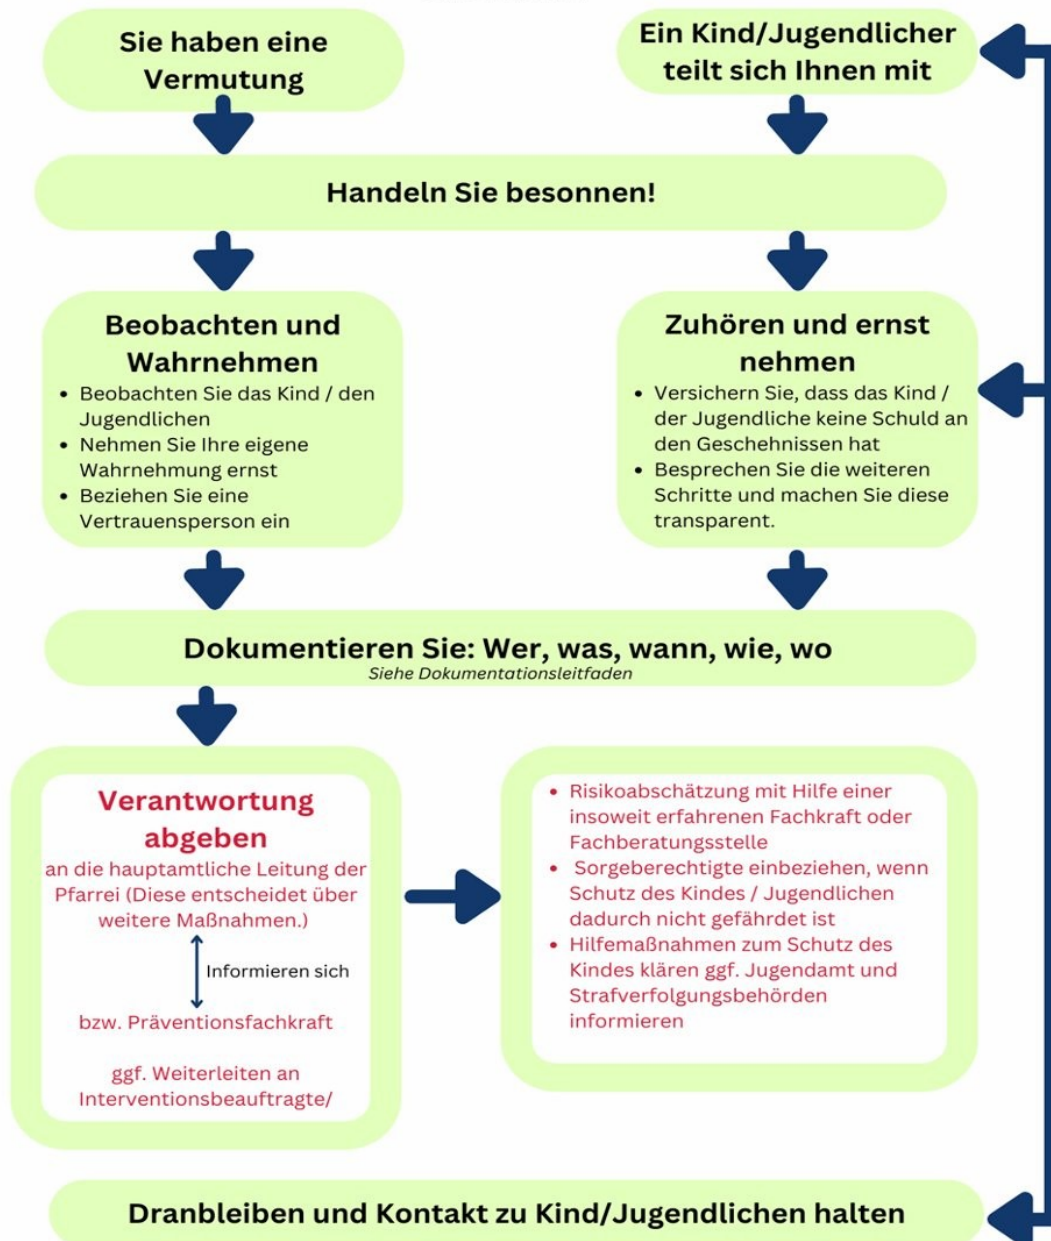 Sie haben eine
Vermutung
Ein Kind/Jugendlicher
teilt sich Ihnen mit
Handeln Sie besonnen!
Beobachten und
Wahrnehmen
• Beobachten Sie das Kind / den
Jugendlichen
• Nehmen Sie Ihre eigene
Wahrnehmung ernst
• Beziehen Sie eine
Vertrauensperson ein
Zuhören und ernst
nehmen
• Versichern Sie, dass das Kind /
der Jugendliche keine Schuld an
den Geschehnissen hat
• Besprechen Sie die weiteren
Schritte und machen Sie diese
transparent.
Dokumentieren Sie: Wer, was, wann, wie, wo
Siehe Dokumentationsleitfaden
Verantwortung
abgeben
an die hauptamtliche Leitung der
Pfarrei (Diese entscheidet über
weitere Maßnahmen.)
Informieren sich
bzw. Präventionsfachkraft
ggf. Weiterleiten an
Interventionsbeauftragte/
• Risikoabschätzung mit Hilfe einer
insoweit erfahrenen Fachkraft oder
Fachberatungsstelle
• Sorgeberechtigte einbeziehen, wenn
Schutz des Kindes / Jugendlichen
dadurch nicht gefährdet ist
• Hilfemaßnahmen zum Schutz des
Kindes klären ggf. Jugendamt und
Strafverfolgungsbehörden
informieren
Dranbleiben und Kontakt zu Kind/Jugendlichen halten